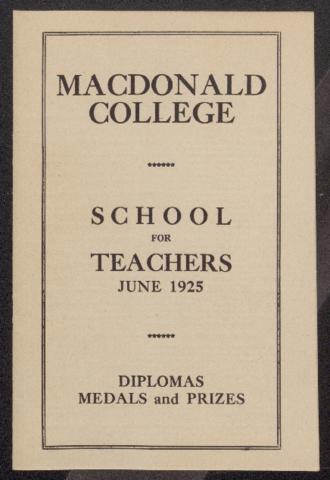 MACDONALD
COLLEGE
******
SCHOOL
FOR
TEACHERS
JUNE 1925
******
DIPLOMAS
MEDALS and PRIZES